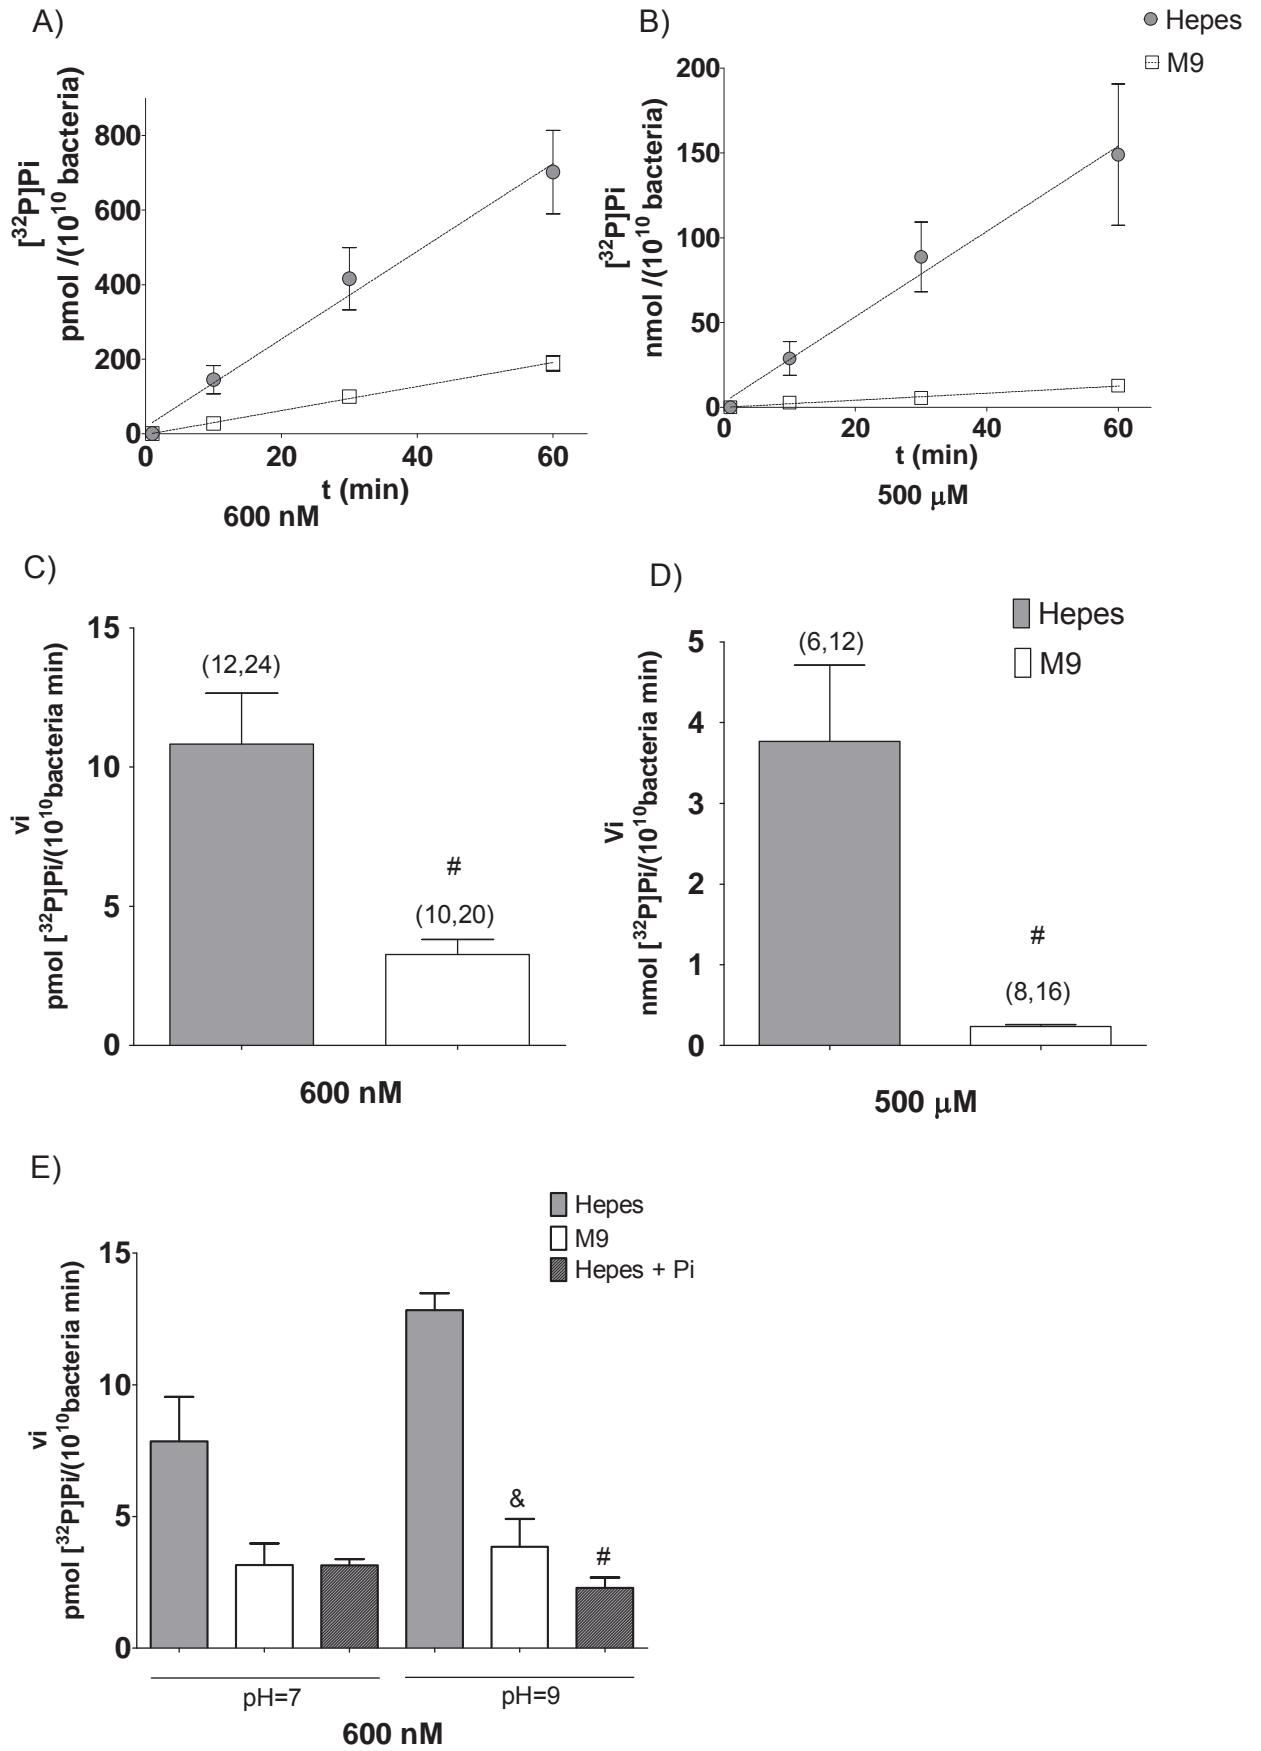 A)
[32P]Pi
pmol /(10^10 bacteria)
800
600
400
200
0
0 20 40 60
t (min)
600 nM
B)
Hepes
M9
[32P]Pi
nmol /(10^10 bacteria)
200
150
100
50
0
0 20 40 60
t (min)
500 µM
C)
vi
pmol [32P]Pi/(10^10bacteria min)
15
10
5
0
(12,24)
#
(10,20)
600 nM
D)
Hepes
M9
Vi
nmol [32P]Pi/(10^10bacteria min)
5
4
3
2
1
0
(6,12)
#
(8,16)
500 µM
E)
Hepes
M9
Hepes + Pi
vi
pmol [32P]Pi/(10^10bacteria min)
15
10
5
0
&
#
pH=7 pH=9
600 nM